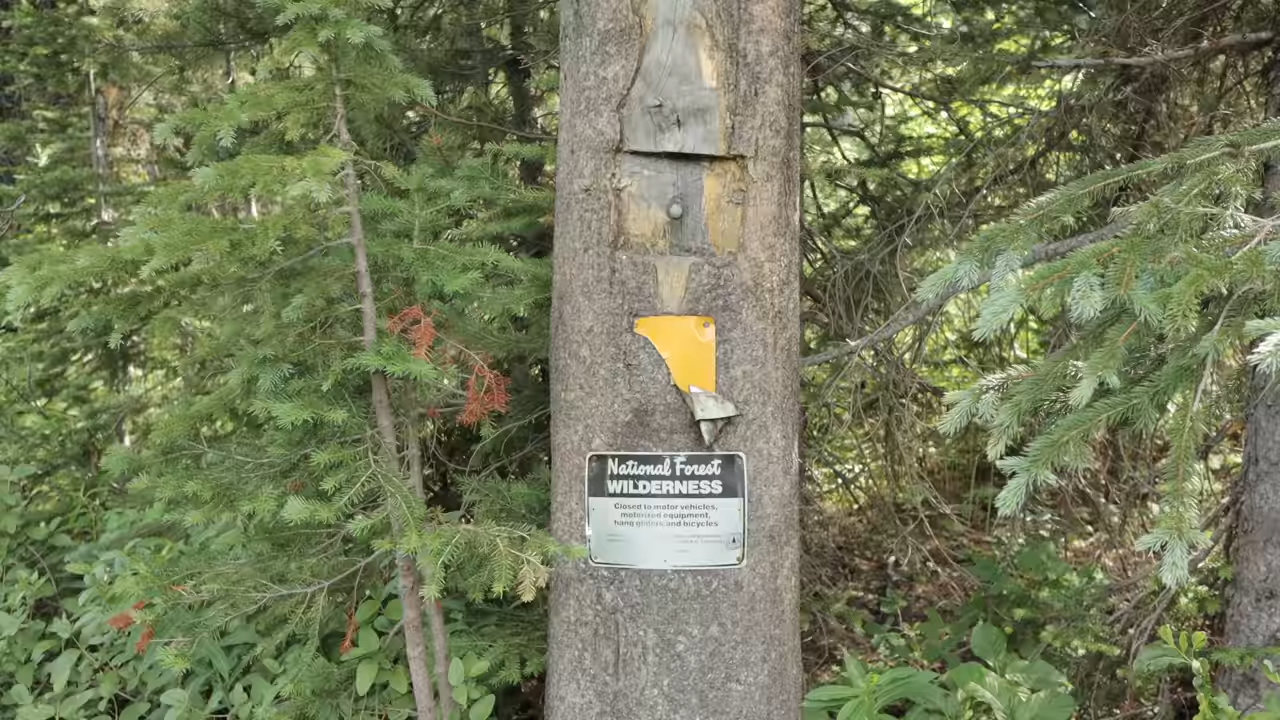 National Forest
WILDERNESS
Closed to motor vehicles,
motorized equipment,
hang gliders and bicycles